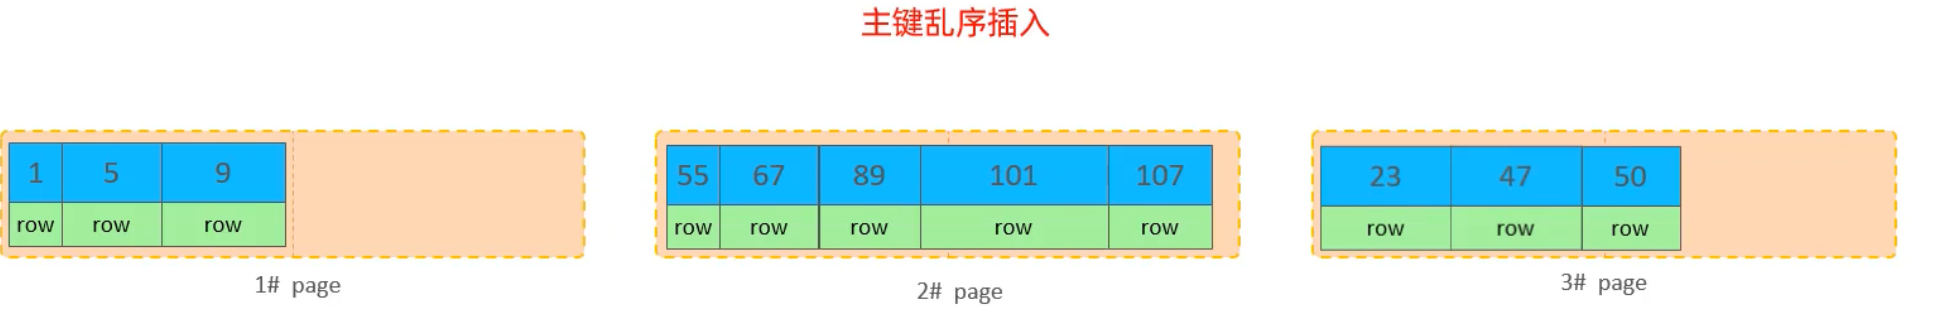 主键乱序插入
1 5 9
row row row
1# page
55 67 89 101 107
row row row row row
2# page
23 47 50
row row row
3# page